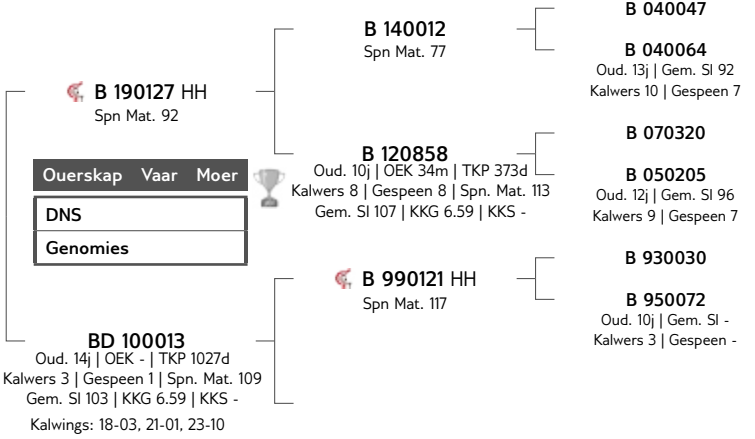 B 040047
B 140012
Spn Mat. 77
B 040064
Oud. 13j | Gem. SI 92
Kalwers 10 | Gespeen 7
B 190127 HH
Spn Mat. 92
B 070320
B 120858
Oud. 10j | OEK 34m | TKP 373d
Kalwers 8 | Gespeen 8 | Spn. Mat. 113
Gem. SI 107 | KKG 6.59 | KKS -
B 050205
Oud. 12j | Gem. SI 96
Kalwers 9 | Gespeen 7
Ouerskap Vaar Moer
DNS
Genomies
B 930030
B 990121 HH
Spn Mat. 117
B 950072
Oud. 10j | Gem. SI -
Kalwers 3 | Gespeen -
BD 100013
Oud. 14j | OEK - | TKP 1027d
Kalwers 3 | Gespeen 1 | Spn. Mat. 109
Gem. SI 103 | KKG 6.59 | KKS -
Kalwings: 18-03, 21-01, 23-10